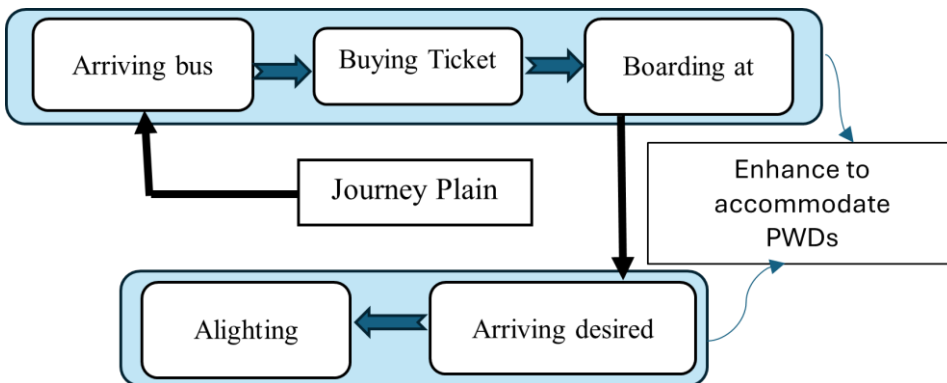 Arriving bus
Buying Ticket
Boarding at
Journey Plain
Enhance to
accommodate
PWDs
Alighting
Arriving desired